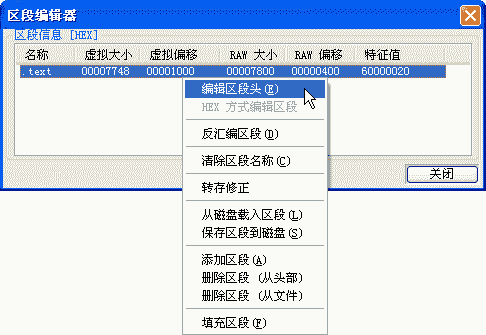 区段编辑器
区段信息 [HEX]
名称 虚拟大小 虚拟偏移 RAW 大小 RAW 偏移 特征值
.text 00007748 00001000 00007800 00000400 60000020
编辑区段头(E)
HEX 方式编辑区段
反汇编区段(D)
清除区段名称(C)
转存修正
从磁盘载入区段(L)
保存区段到磁盘(S)
添加区段(A)
删除区段 (从头部)
删除区段 (从文件)
填充区段(F)
关闭